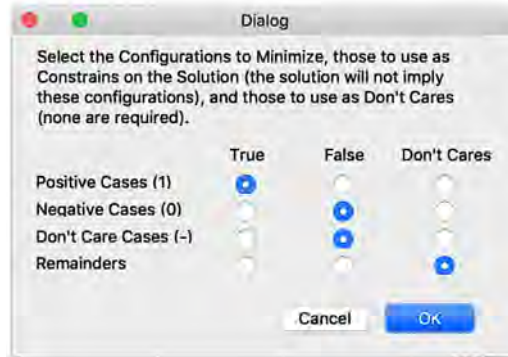 Dialog
Select the Configurations to Minimize, those to use as
Constrains on the Solution (the solution will not imply
these configurations), and those to use as Don't Cares
(none are required).
True False Don't Cares
Positive Cases (1)
Negative Cases (0)
Don't Care Cases (-)
Remainders
Cancel OK